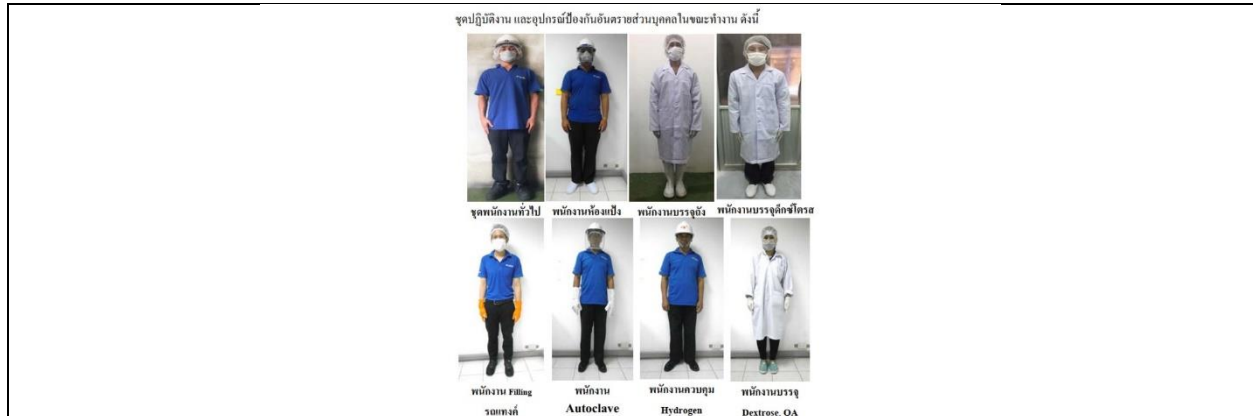 ชุดปฏิบัติงาน และอุปกรณ์ป้องกันอันตรายส่วนบุคคลในขณะทำงาน ดังนี้
ชุดพนักงานทั่วไป พนักงานห้องแป้ง พนักงานบรรจุถัง พนักงานบรรจุด็กซ์โตรส
พนักงาน Filling พนักงาน พนักงานควบคุม พนักงานบรรจุ
รถแทงค์ Autoclave Hydrogen Dextrose, QA